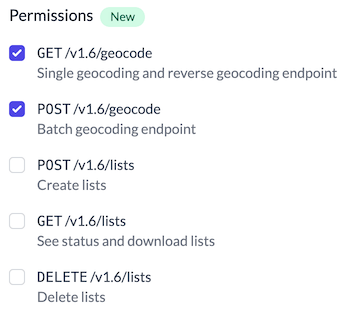 Permissions New
GET /v1.6/geocode
Single geocoding and reverse geocoding endpoint
POST /v1.6/geocode
Batch geocoding endpoint
POST /v1.6/lists
Create lists
GET /v1.6/lists
See status and download lists
DELETE /v1.6/lists
Delete lists